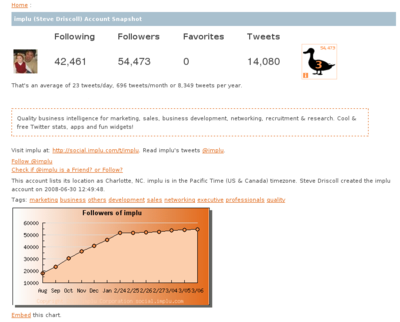 Home :
implu (Steve Driscoll) Account Snapshot
Following Followers Favorites Tweets
42,461 54,473 0 14,080
54,473
3
That's an average of 23 tweets/day, 696 tweets/month or 8,349 tweets per year.
Quality business intelligence for marketing, sales, business development, networking, recruitment & research. Cool &
free Twitter stats, apps and fun widgets!
Visit implu at: http://social.implu.com/t/implu. Read implu's tweets @implu.
Follow @implu
Check if @implu is a Friend? or Follow?
This account lists its location as Charlotte, NC. implu is in the Pacific Time (US & Canada) timezone. Steve Driscoll created the implu
account on 2008-06-30 12:49:48.
Tags: marketing business others development sales networking executive professionals quality
Followers of implu
60000
50000
40000
30000
20000
10000
Aug Sep Oct Nov Dec Jan 2/24 2/25 2/26 2/27 3/04 3/05 3/06
Embed this chart.